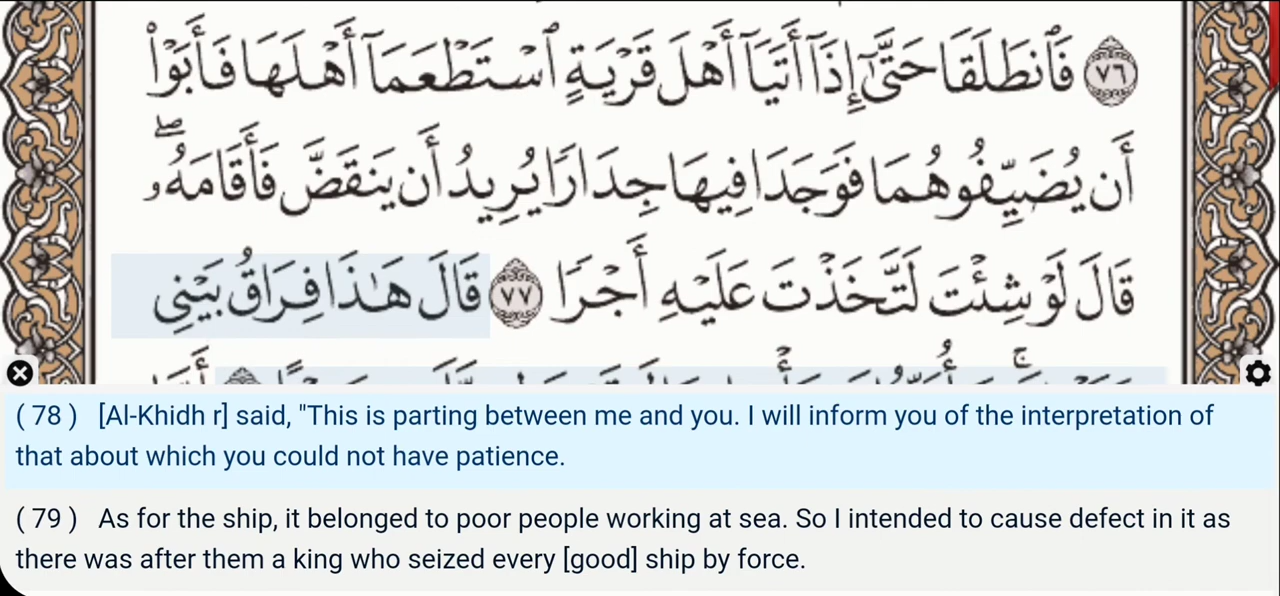 ٧٦ فَٱنطَلَقَا حَتَّىٰٓ إِذَآ أَتَيَآ أَهْلَ قَرْيَةٍ ٱسْتَطْعَمَآ أَهْلَهَا فَأَبَوْا۟
أَن يُضَيِّفُوهُمَا فَوَجَدَا فِيهَا جِدَارًا يُرِيدُ أَن يَنقَضَّ فَأَقَامَهُۥ ۖ
قَالَ لَوْ شِئْتَ لَتَّخَذْتَ عَلَيْهِ أَجْرًا ٧٧ قَالَ هَـٰذَا فِرَاقُ بَيْنِى
( 78 ) [Al-Khidh r] said, "This is parting between me and you. I will inform you of the interpretation of
that about which you could not have patience.
( 79 ) As for the ship, it belonged to poor people working at sea. So I intended to cause defect in it as
there was after them a king who seized every [good] ship by force.